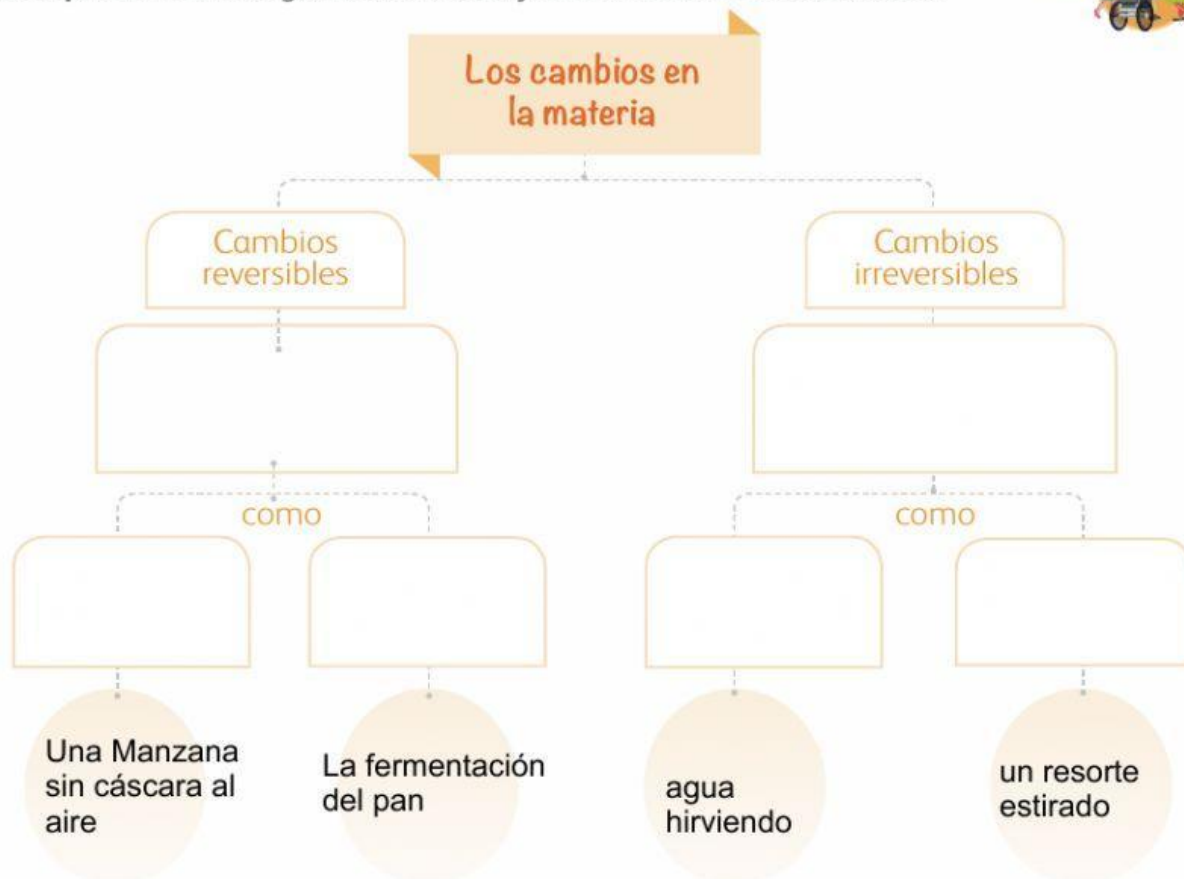 Los cambios en
la materia
Cambios
reversibles
Cambios
irreversibles
como
como
Una Manzana
sin cáscara al
aire
La fermentación
del pan
agua
hirviendo
un resorte
estirado